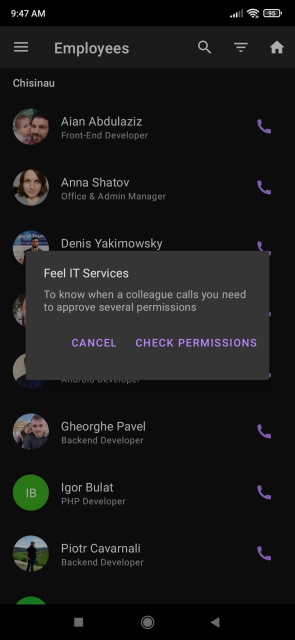 9:47 AM
95
Employees
Chisinau
Aian Abdulaziz
Front-End Developer
Anna Shatov
Office & Admin Manager
Denis Yakimowsky
Feel IT Services
To know when a colleague calls you need
to approve several permissions
CANCEL
CHECK PERMISSIONS
Android Developer
Gheorghe Pavel
Backend Developer
IB
Igor Bulat
PHP Developer
Piotr Cavarnali
Backend Developer